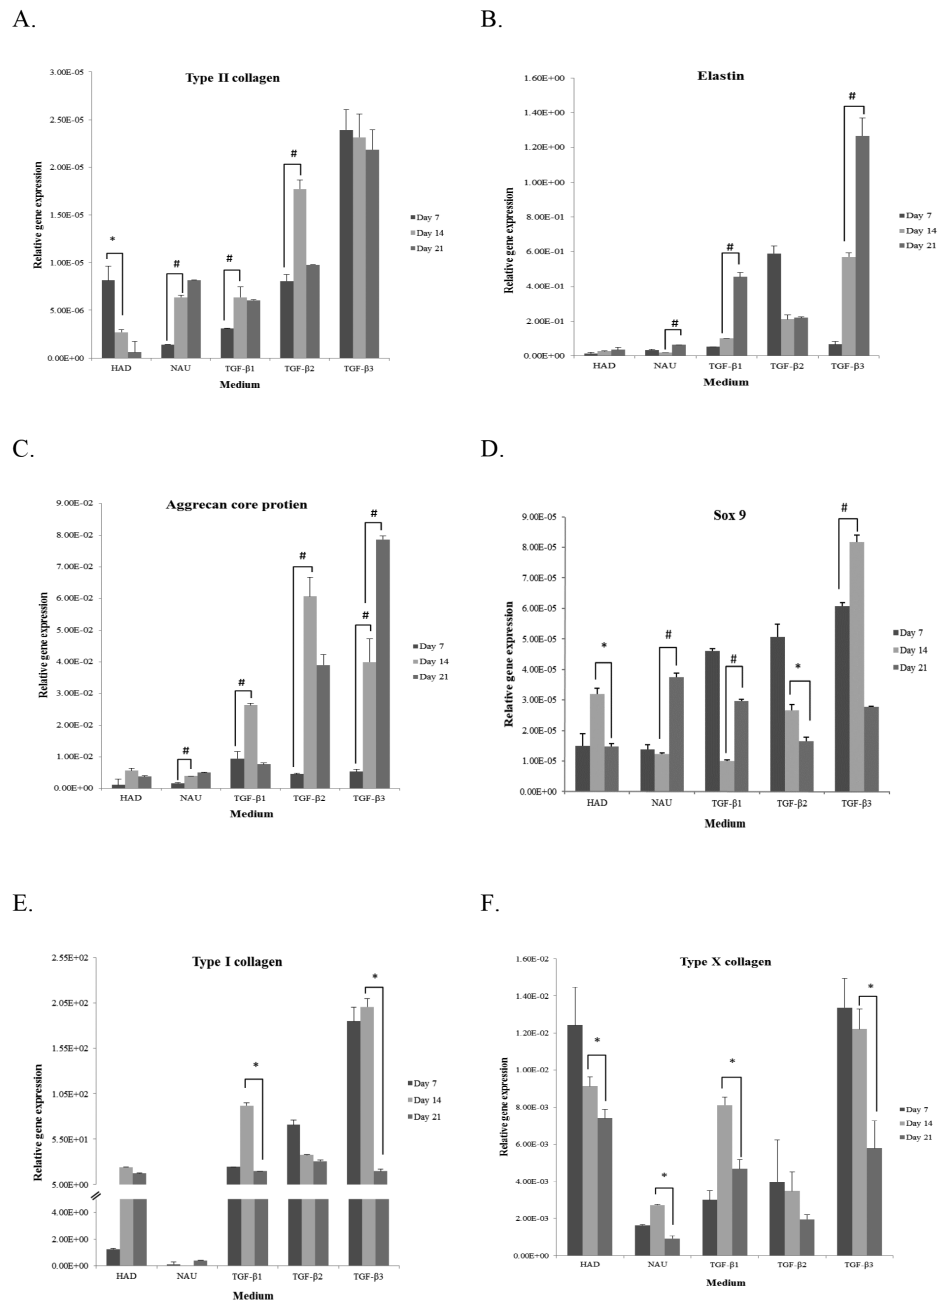 A.
Type II collagen
Relative gene expression
3.00E-05
2.50E-05
2.00E-05
1.50E-05
1.00E-05
5.00E-06
0.00E+00
*
#
#
#
HAD NAU TGF-β1 TGF-β2 TGF-β3
Medium
Day 7
Day 14
Day 21
B.
Elastin
Relative gene expression
1.60E+00
1.40E+00
1.20E+00
1.00E+00
8.00E-01
6.00E-01
4.00E-01
2.00E-01
0.00E+00
#
#
#
HAD NAU TGF-β1 TGF-β2 TGF-β3
Medium
Day 7
Day 14
Day 21
C.
Aggrecan core protien
Relative gene expression
9.00E-02
8.00E-02
7.00E-02
6.00E-02
5.00E-02
4.00E-02
3.00E-02
2.00E-02
1.00E-02
0.00E+00
#
#
#
#
#
HAD NAU TGF-β1 TGF-β2 TGF-β3
Medium
Day 7
Day 14
Day 21
D.
Sox 9
Relative gene expression
9.00E-05
8.00E-05
7.00E-05
6.00E-05
5.00E-05
4.00E-05
3.00E-05
2.00E-05
1.00E-05
0.00E+00
*
#
#
*
#
HAD NAU TGF-β1 TGF-β2 TGF-β3
Medium
Day 7
Day 14
Day 21
E.
Type I collagen
Relative gene expression
2.55E+02
2.05E+02
1.55E+02
1.05E+02
5.50E+01
5.00E+00
4.00E+00
2.00E+00
0.00E+00
*
*
HAD NAU TGF-β1 TGF-β2 TGF-β3
Medium
Day 7
Day 14
Day 21
F.
Type X collagen
Relative gene expression
1.60E-02
1.40E-02
1.20E-02
1.00E-02
8.00E-03
6.00E-03
4.00E-03
2.00E-03
0.00E+00
*
*
*
*
HAD NAU TGF-β1 TGF-β2 TGF-β3
Medium
Day 7
Day 14
Day 21